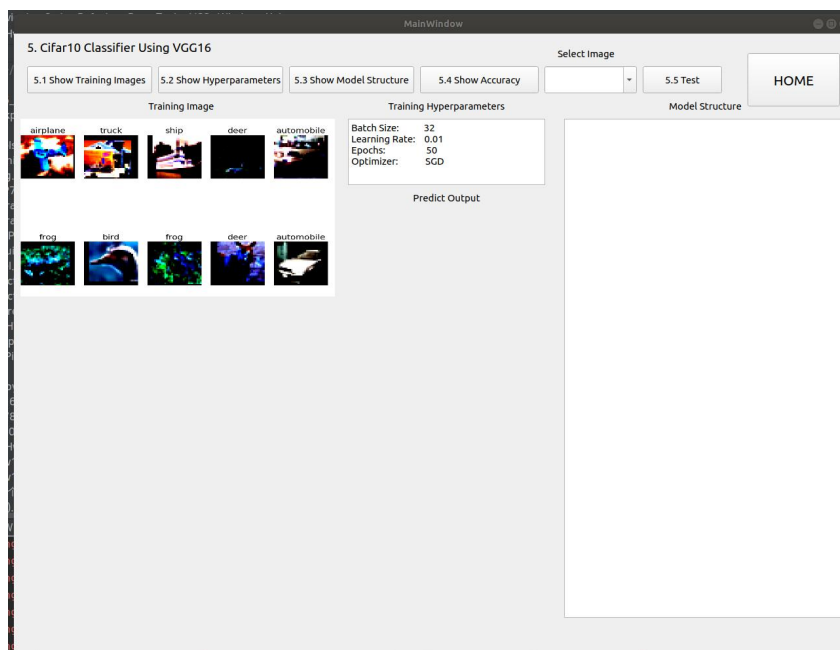 MainWindow
5. Cifar10 Classifier Using VGG16
Select Image
5.1 Show Training Images
5.2 Show Hyperparameters
5.3 Show Model Structure
5.4 Show Accuracy
5.5 Test
HOME
Training Image
Training Hyperparameters
Model Structure
airplane truck ship deer automobile
frog bird frog deer automobile
Batch Size: 32
Learning Rate: 0.01
Epochs: 50
Optimizer: SGD
Predict Output